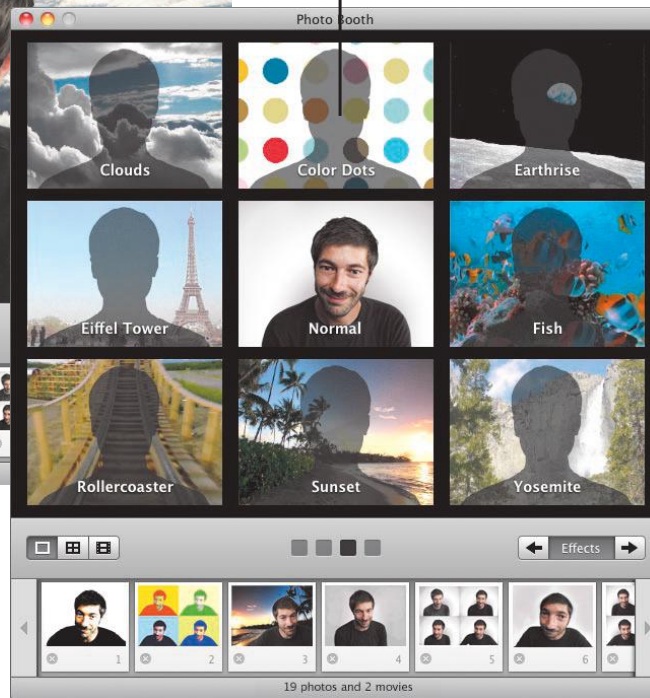 Photo Booth
Clouds
Color Dots
Earthrise
Eiffel Tower
Normal
Fish
Rollercoaster
Sunset
Yosemite
Effects
1
2
3
4
5
6
19 photos and 2 movies